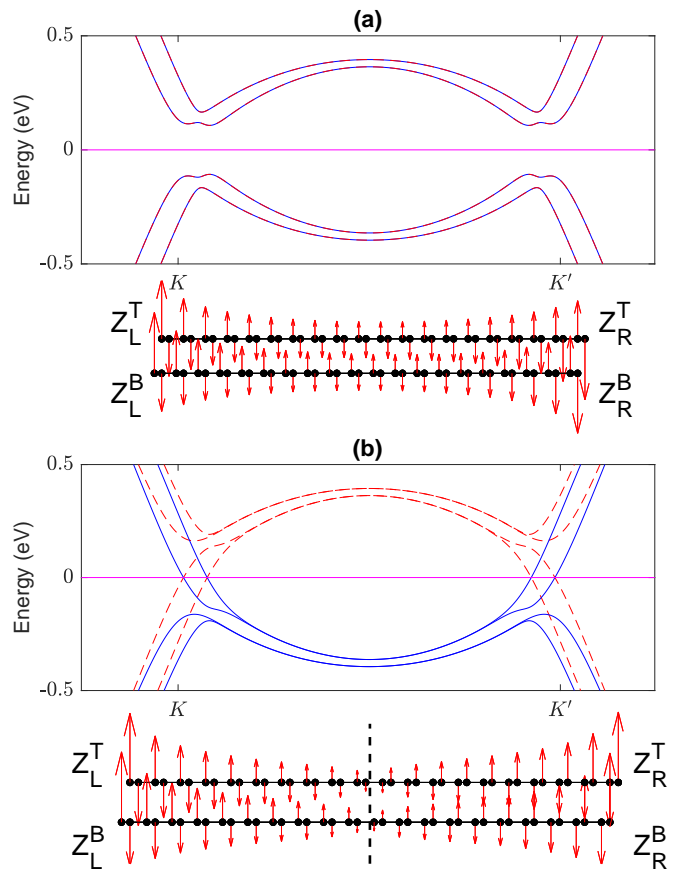 (a)
0.5
Energy (eV)
0
-0.5
K K′
Z_L^T Z_R^T
Z_L^B Z_R^B
(b)
0.5
Energy (eV)
0
-0.5
K K′
Z_L^T Z_R^T
Z_L^B Z_R^B